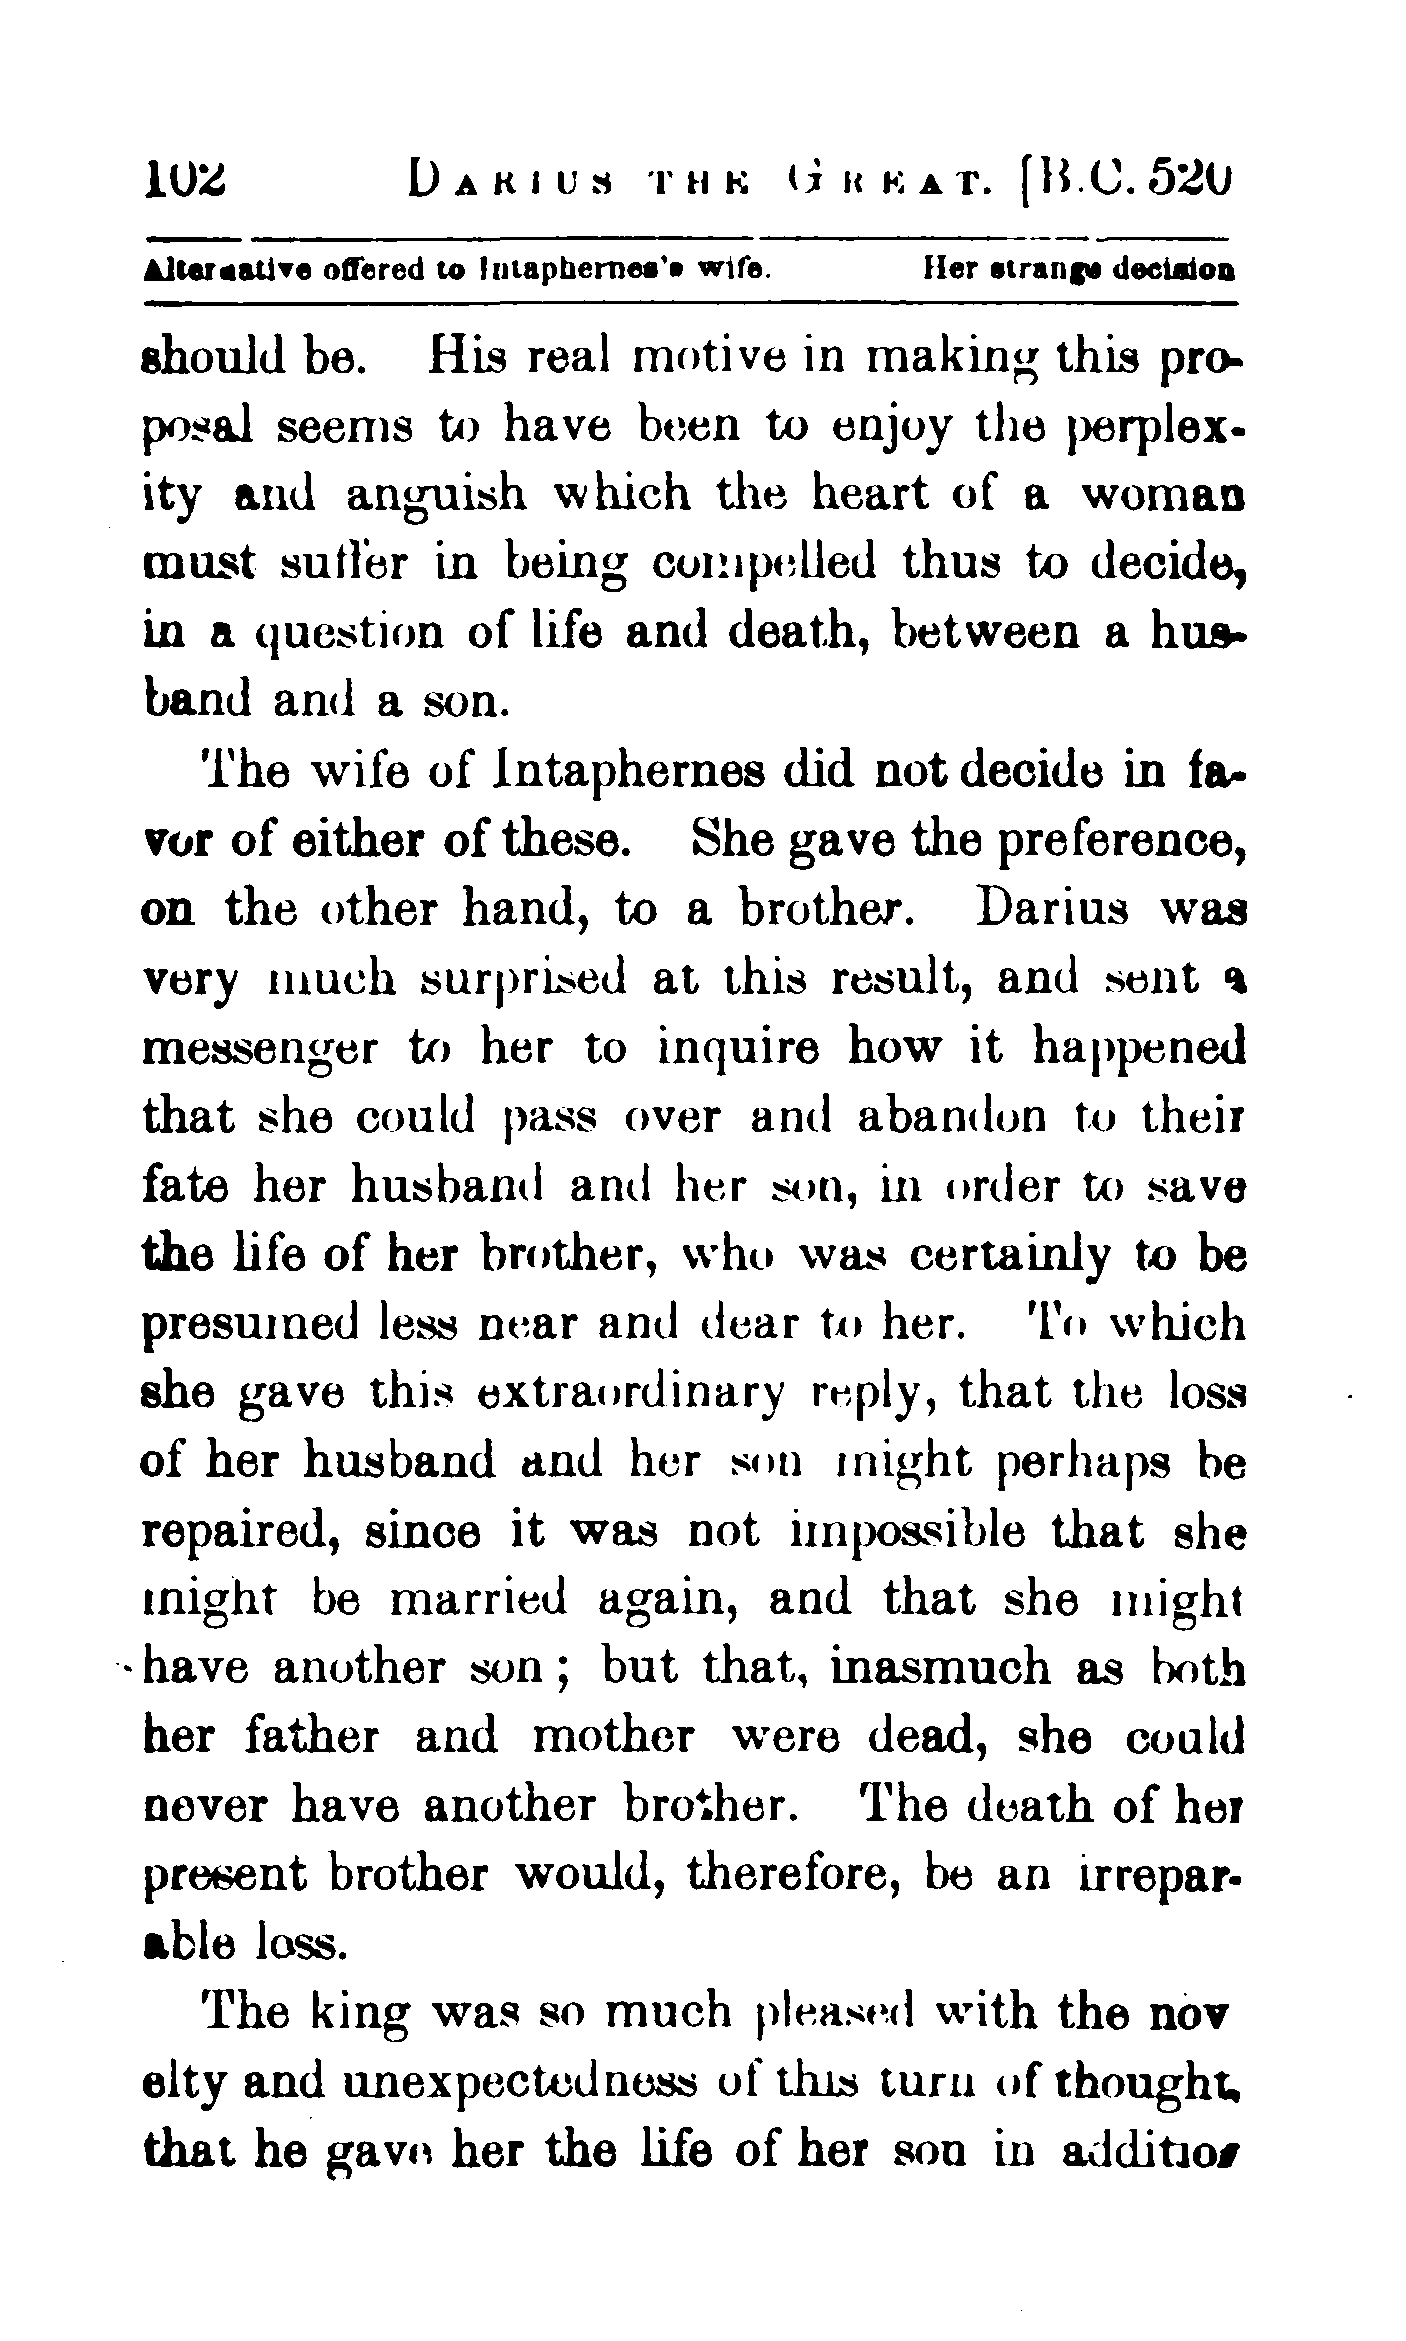 102 DARIUS THE GREAT. [B.C. 520
Alternative offered to Intaphernes's wife. Her strange decision
should be. His real motive in making this pro-
posal seems to have been to enjoy the perplex-
ity and anguish which the heart of a woman
must suffer in being compelled thus to decide,
in a question of life and death, between a hus-
band and a son.
The wife of Intaphernes did not decide in fa-
vor of either of these. She gave the preference,
on the other hand, to a brother. Darius was
very much surprised at this result, and sent a
messenger to her to inquire how it happened
that she could pass over and abandon to their
fate her husband and her son, in order to save
the life of her brother, who was certainly to be
presumed less near and dear to her. To which
she gave this extraordinary reply, that the loss
of her husband and her son might perhaps be
repaired, since it was not impossible that she
might be married again, and that she might
have another son; but that, inasmuch as both
her father and mother were dead, she could
never have another brother. The death of her
present brother would, therefore, be an irrepar-
able loss.
The king was so much pleased with the nov
elty and unexpectedness of this turn of thought,
that he gave her the life of her son in addition